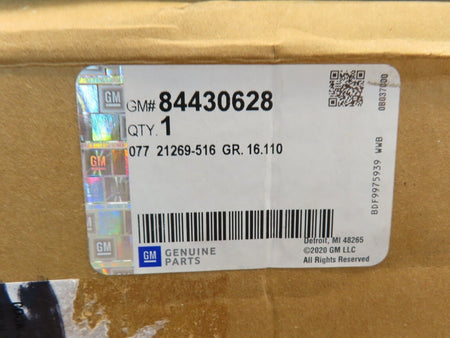 GM
GM# 84430628
QTY. 1
077 21269-516 GR. 16.110
GM
GM
GM GENUINE PARTS
Detroit, MI 48265
©2020 GM LLC
All Rights Reserved
08837000
BDF9975939 WWB